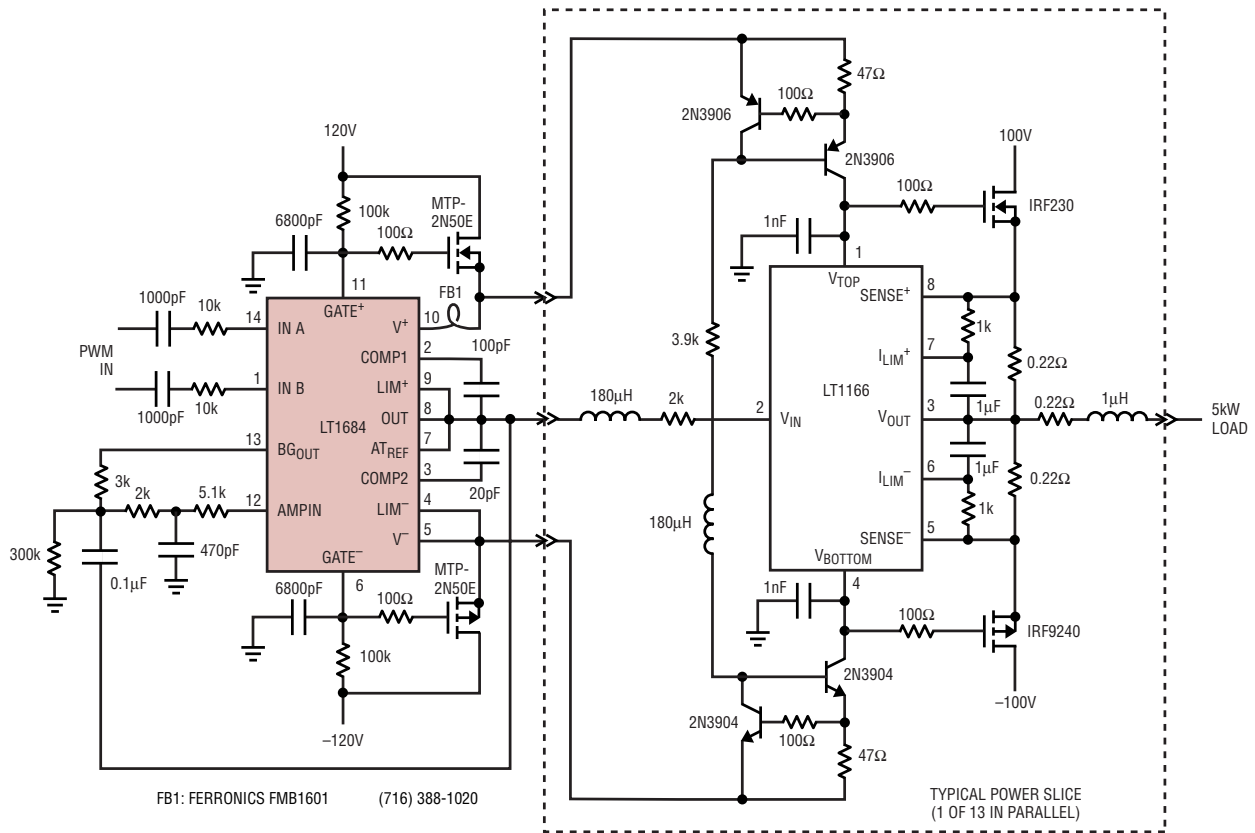 120V
100k
6800pF
100Ω
MTP-
2N50E
FB1
11
GATE+
1000pF
10k
14
IN A
V+
10
COMP1
2
100pF
PWM
IN
LIM+
9
1
IN B
OUT
8
1000pF
10k
LT1684
ATREF
7
13
BGOUT
COMP2
3
20pF
3k
2k
5.1k
12
AMPIN
LIM–
4
V–
5
300k
0.1µF
470pF
GATE–
6
6800pF
100Ω
MTP-
2N50E
100k
–120V
FB1: FERRONICS FMB1601
(716) 388-1020
47Ω
100Ω
2N3906
2N3906
100V
100Ω
IRF230
1nF
1
VTOP
SENSE+
8
1k
3.9k
ILIM+
7
0.22Ω
180µH
2k
2
VIN
LT1166
1µF
VOUT
3
0.22Ω
1µH
5kW
LOAD
1µF
ILIM–
6
0.22Ω
180µH
1k
SENSE–
5
VBOTTOM
4
1nF
100Ω
IRF9240
2N3904
–100V
2N3904
100Ω
47Ω
TYPICAL POWER SLICE
(1 OF 13 IN PARALLEL)